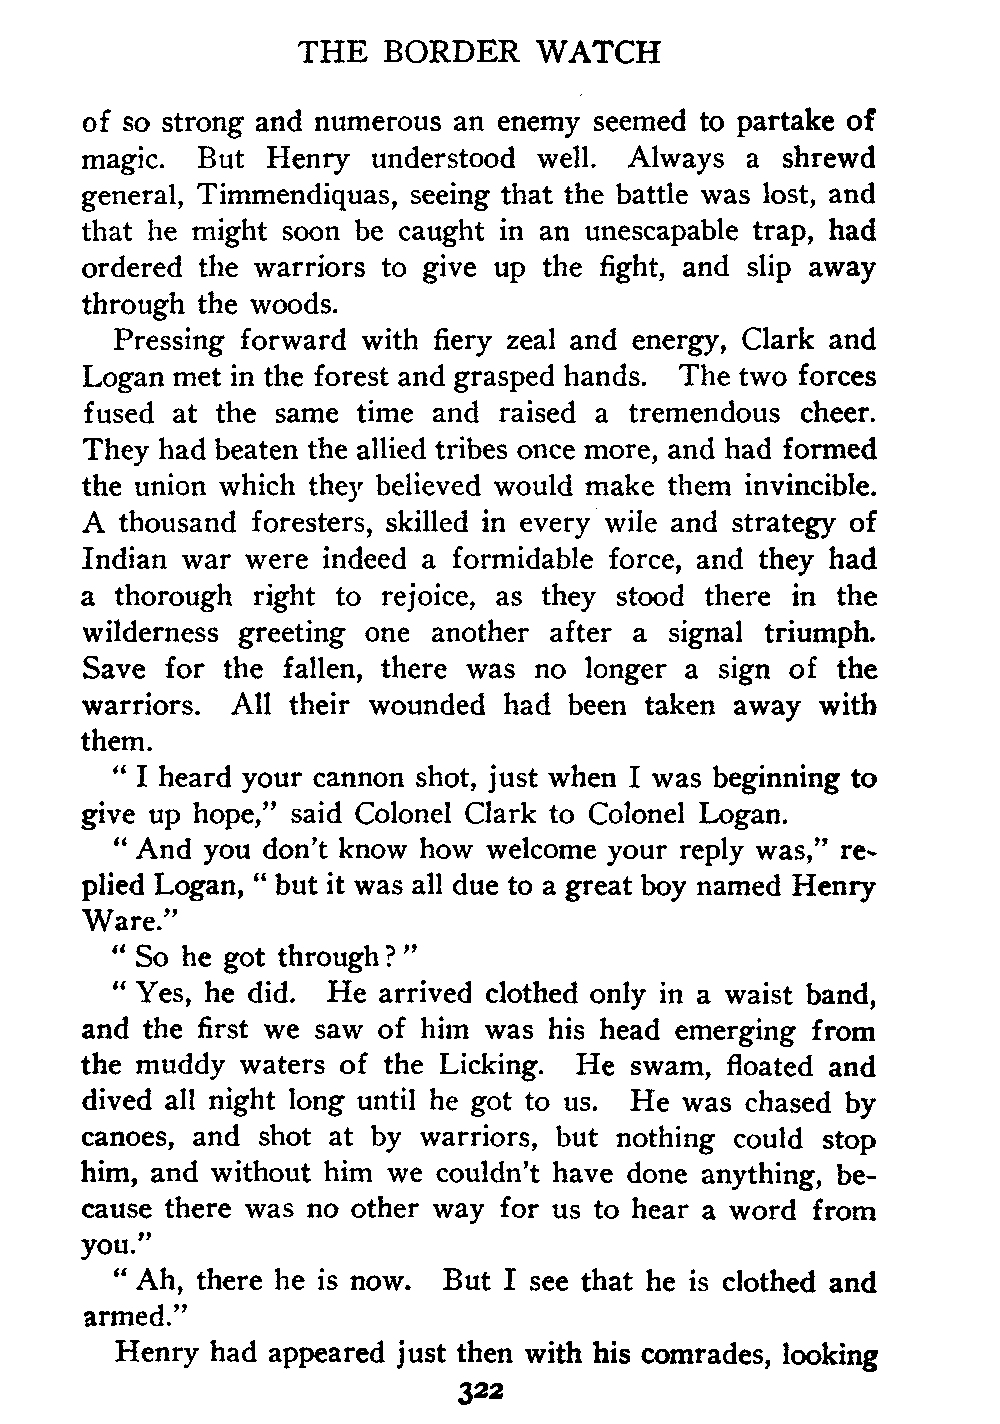 THE BORDER WATCH
of so strong and numerous an enemy seemed to partake of
magic. But Henry understood well. Always a shrewd
general, Timmendiquas, seeing that the battle was lost, and
that he might soon be caught in an unescapable trap, had
ordered the warriors to give up the fight, and slip away
through the woods.
Pressing forward with fiery zeal and energy, Clark and
Logan met in the forest and grasped hands. The two forces
fused at the same time and raised a tremendous cheer.
They had beaten the allied tribes once more, and had formed
the union which they believed would make them invincible.
A thousand foresters, skilled in every wile and strategy of
Indian war were indeed a formidable force, and they had
a thorough right to rejoice, as they stood there in the
wilderness greeting one another after a signal triumph.
Save for the fallen, there was no longer a sign of the
warriors. All their wounded had been taken away with
them.
“ I heard your cannon shot, just when I was beginning to
give up hope,” said Colonel Clark to Colonel Logan.
“ And you don’t know how welcome your reply was,” re-
plied Logan, “ but it was all due to a great boy named Henry
Ware.”
“ So he got through? ”
“ Yes, he did. He arrived clothed only in a waist band,
and the first we saw of him was his head emerging from
the muddy waters of the Licking. He swam, floated and
dived all night long until he got to us. He was chased by
canoes, and shot at by warriors, but nothing could stop
him, and without him we couldn’t have done anything, be-
cause there was no other way for us to hear a word from
you.”
“ Ah, there he is now. But I see that he is clothed and
armed.”
Henry had appeared just then with his comrades, looking
322